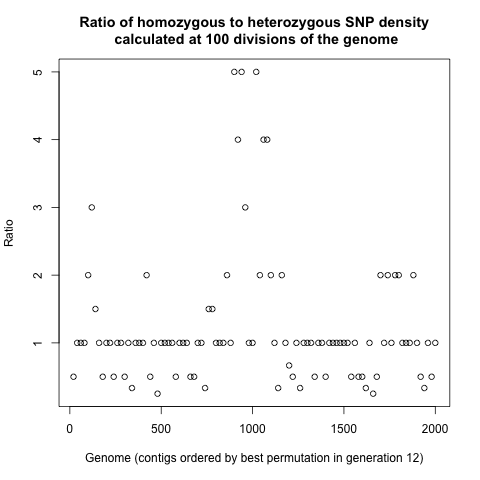 Ratio of homozygous to heterozygous SNP density
calculated at 100 divisions of the genome
5
4
3
2
1
Ratio
0 500 1000 1500 2000
Genome (contigs ordered by best permutation in generation 12)